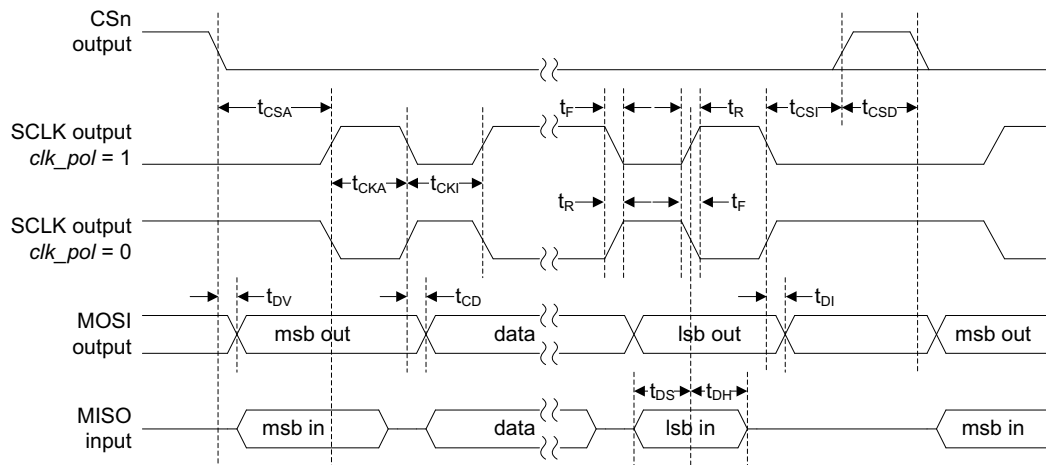 CSn
output
tCSA
tF
tR
tCSI
tCSD
SCLK output
clk_pol = 1
tCKA
tCKI
tR
tF
SCLK output
clk_pol = 0
tDV
tCD
tDI
MOSI
output
msb out
data
lsb out
msb out
tDS
tDH
MISO
input
msb in
data
lsb in
msb in